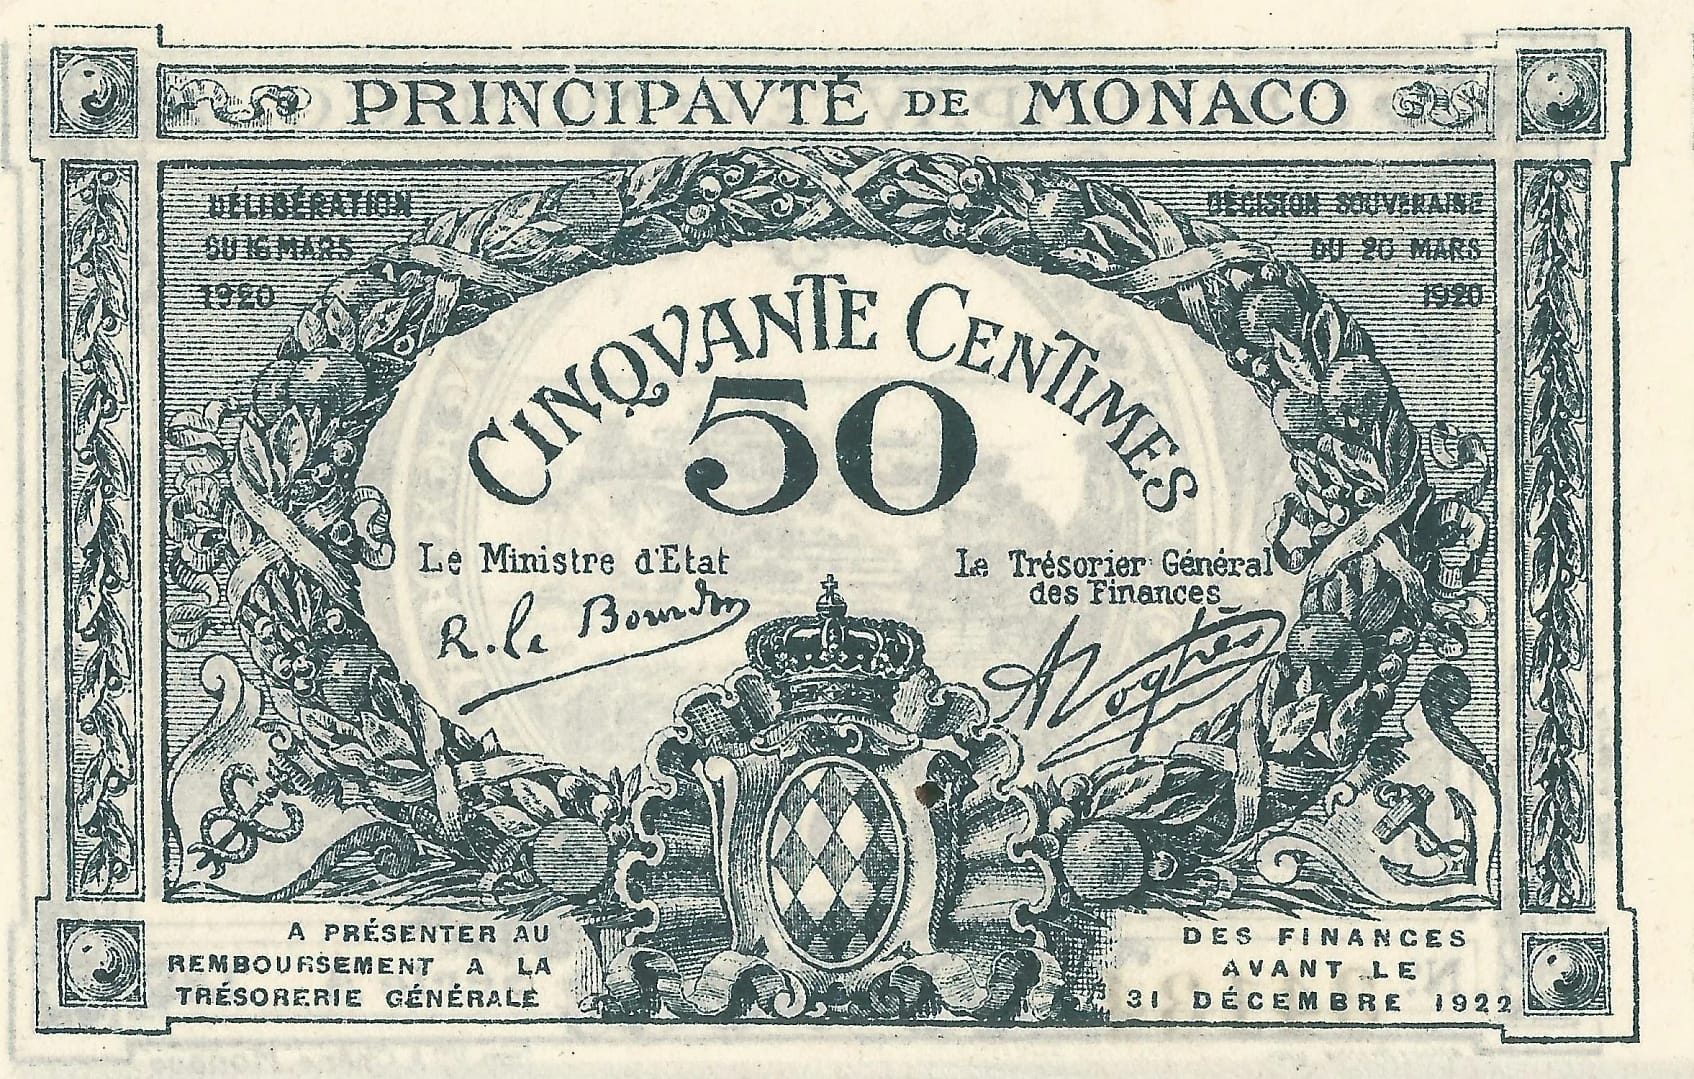 PRINCIPAVTÉ DE MONACO
DÉLIBÉRATION
DU 16 MARS
1920
DÉCISION SOUVERAINE
DU 20 MARS
1920
CINQVANTE CENTIMES
50
Le Ministre d'Etat
R. le Bourdon
Le Trésorier Général
des Finances
A PRÉSENTER AU
REMBOURSEMENT A LA
TRÉSORERIE GÉNÉRALE
DES FINANCES
AVANT LE
31 DÉCEMBRE 1922